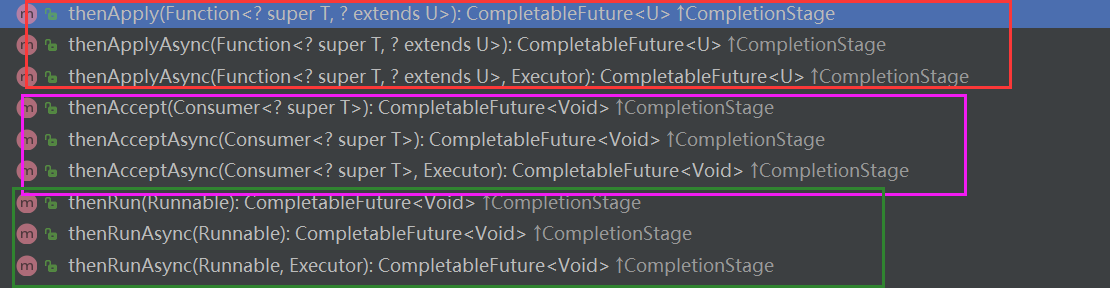 m thenApply(Function<? super T, ? extends U>): CompletableFuture<U> ↑CompletionStage
m thenApplyAsync(Function<? super T, ? extends U>): CompletableFuture<U> ↑CompletionStage
m thenApplyAsync(Function<? super T, ? extends U>, Executor): CompletableFuture<U> ↑CompletionStage
m thenAccept(Consumer<? super T>): CompletableFuture<Void> ↑CompletionStage
m thenAcceptAsync(Consumer<? super T>): CompletableFuture<Void> ↑CompletionStage
m thenAcceptAsync(Consumer<? super T>, Executor): CompletableFuture<Void> ↑CompletionStage
m thenRun(Runnable): CompletableFuture<Void> ↑CompletionStage
m thenRunAsync(Runnable): CompletableFuture<Void> ↑CompletionStage
m thenRunAsync(Runnable, Executor): CompletableFuture<Void> ↑CompletionStage